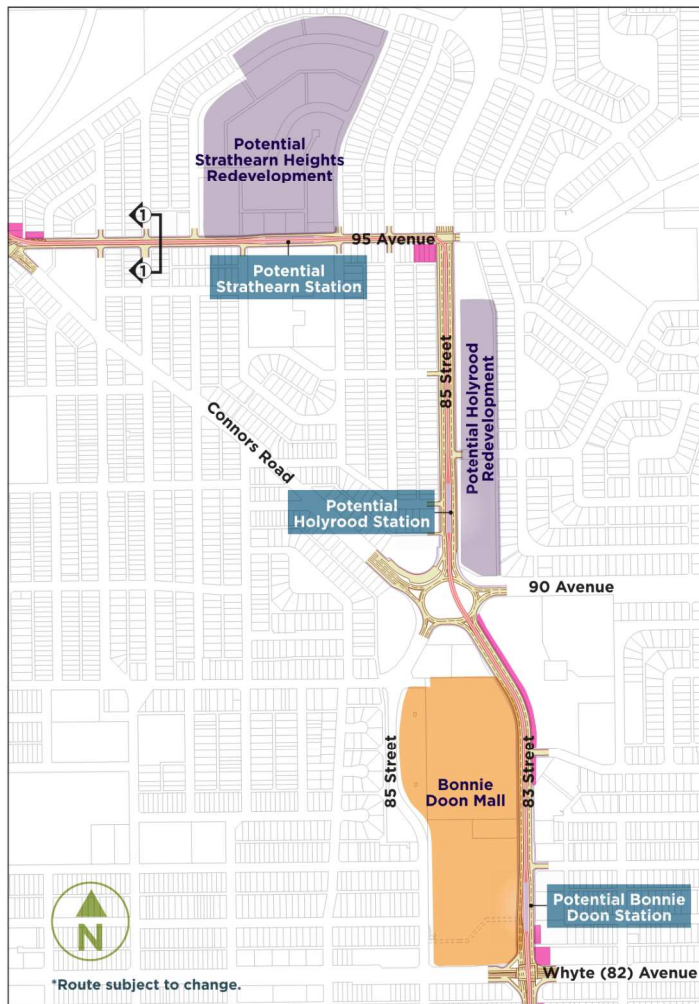 Potential
Strathearn Heights
Redevelopment
1
1
95 Avenue
Potential
Strathearn Station
85 Street
Potential Holyrood
Redevelopment
Connors Road
Potential
Holyrood Station
90 Avenue
85 Street
Bonnie
Doon Mall
83 Street
Potential Bonnie
Doon Station
N
Whyte (82) Avenue
*Route subject to change.